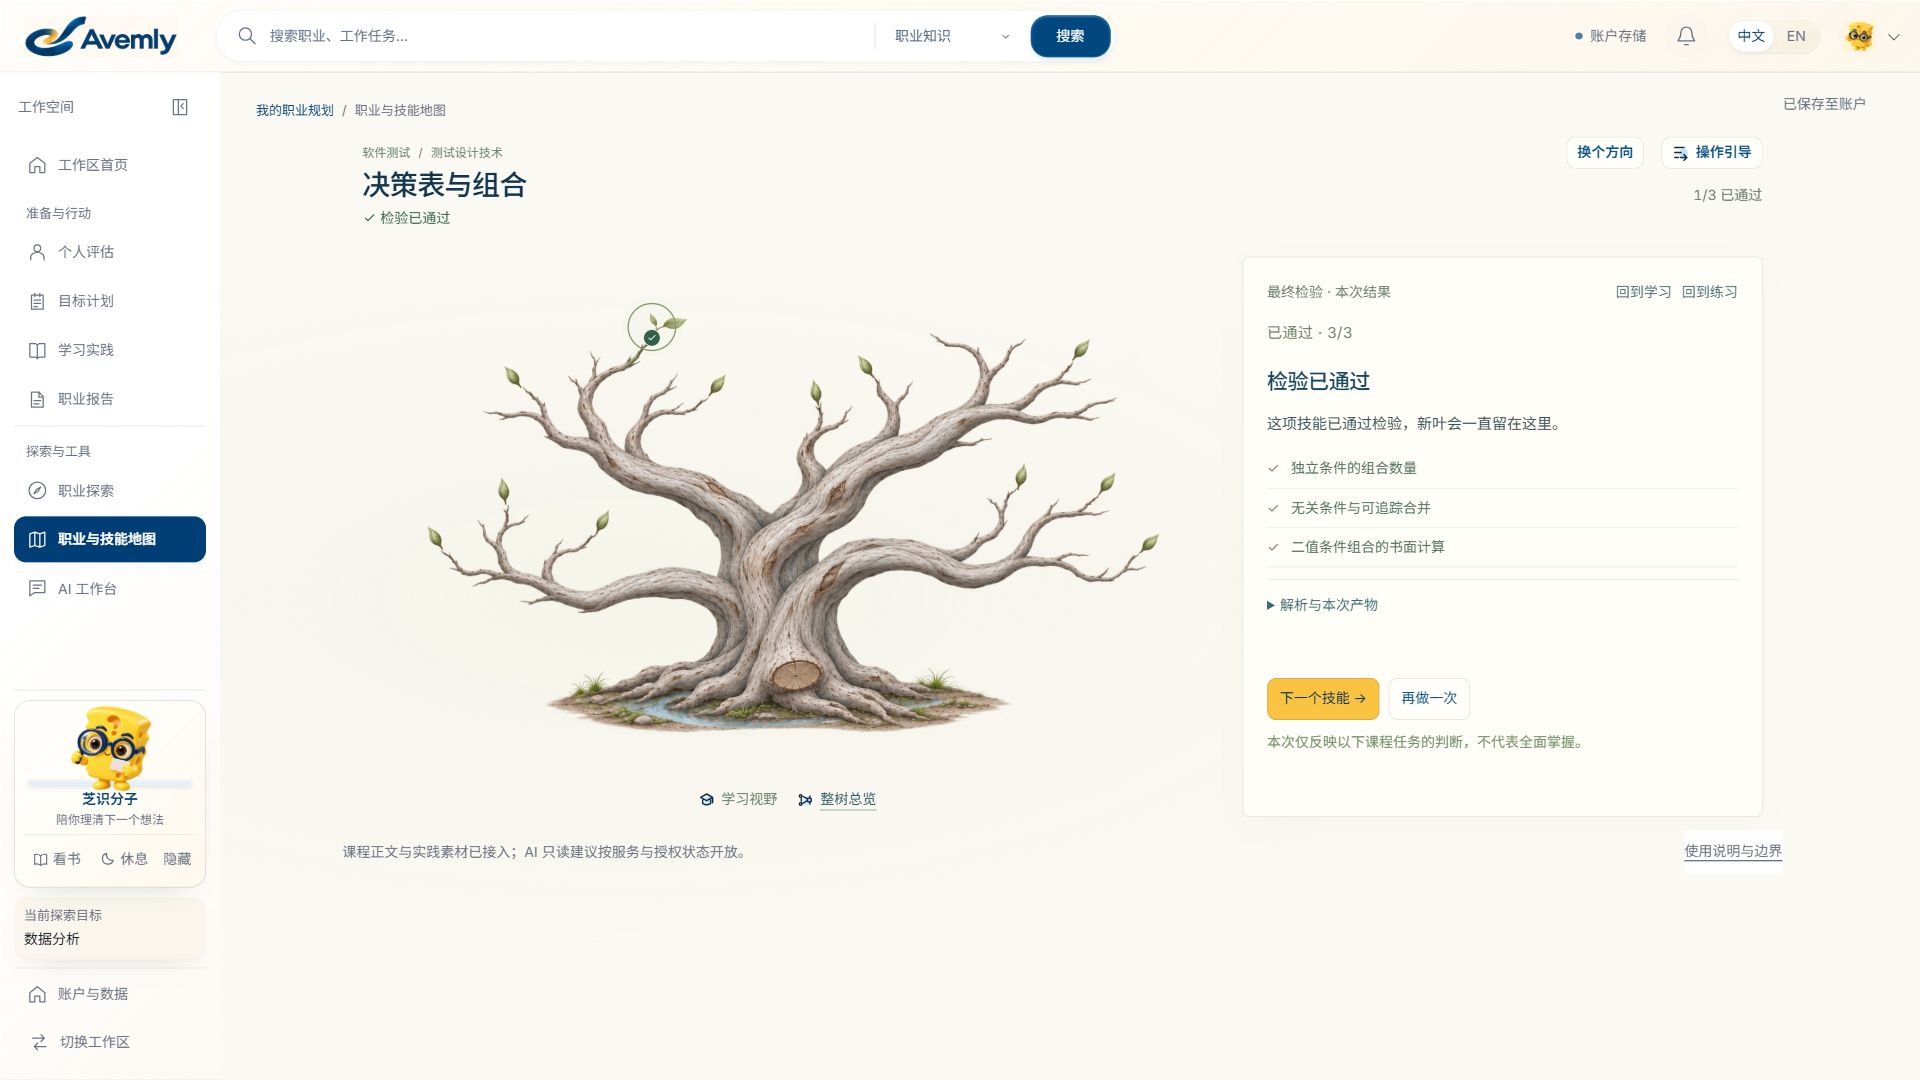 Avemly
搜索职业、工作任务...
职业知识
搜索
账户存储
中文 EN
工作空间
工作区首页
准备与行动
个人评估
目标计划
学习实践
职业报告
探索与工具
职业探索
职业与技能地图
AI 工作台
芝识分子
陪你理清下一个想法
看书 休息 隐藏
当前探索目标
数据分析
账户与数据
切换工作区
我的职业规划 / 职业与技能地图
已保存至账户
软件测试 / 测试设计技术
决策表与组合
检验已通过
换个方向
操作引导
1/3 已通过
最终检验 · 本次结果
回到学习 回到练习
已通过 · 3/3
检验已通过
这项技能已通过检验，新叶会一直留在这里。
独立条件的组合数量
无关条件与可追踪合并
二值条件组合的书面计算
解析与本次产物
下一个技能 →
再做一次
本次仅反映以下课程任务的判断，不代表全面掌握。
学习视野
整树总览
课程正文与实践素材已接入；AI 只读建议按服务与授权状态开放。
使用说明与边界